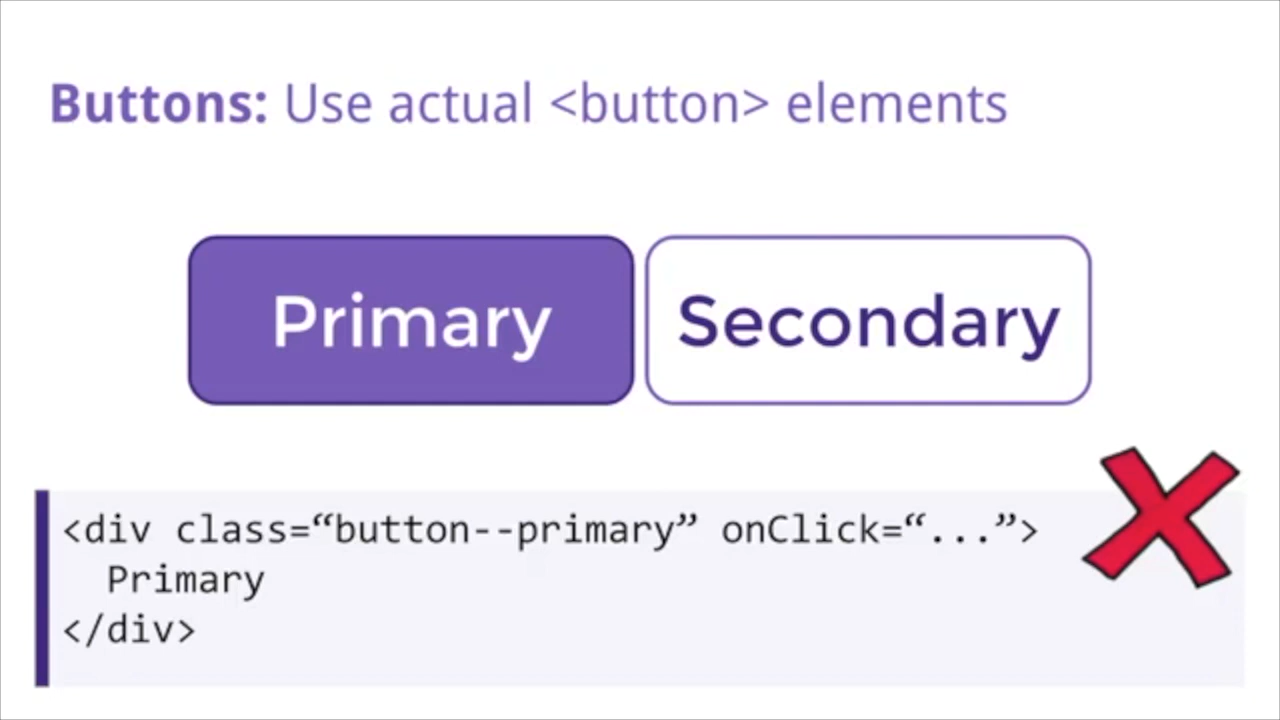 Buttons: Use actual <button> elements
Primary
Secondary
<div class=“button--primary” onClick=“...”>
  Primary
</div>